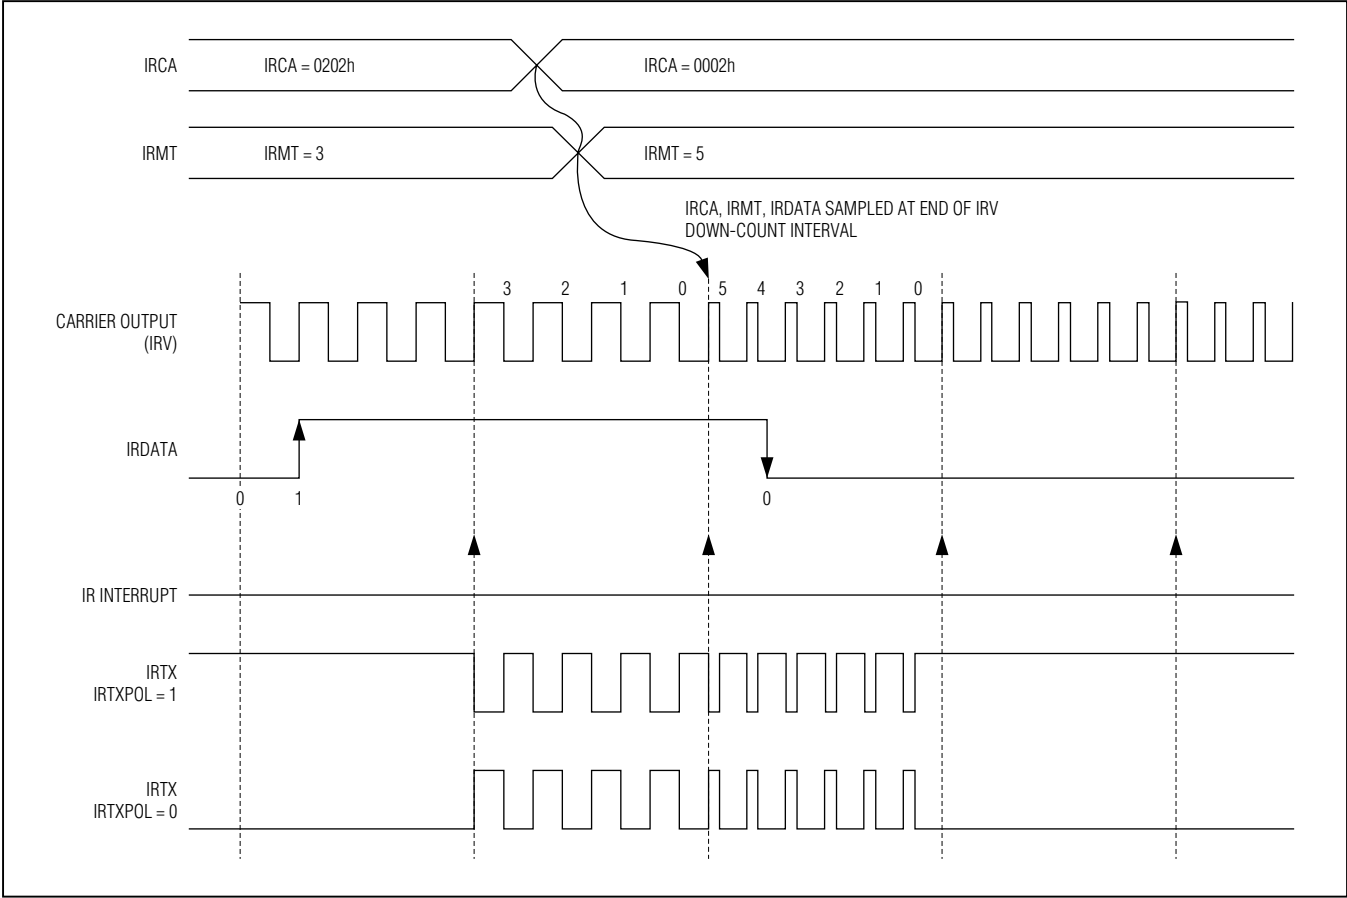 IRCA
IRCA = 0202h
IRCA = 0002h
IRMT
IRMT = 3
IRMT = 5
IRCA, IRMT, IRDATA SAMPLED AT END OF IRV
DOWN-COUNT INTERVAL
3 2 1 0 5 4 3 2 1 0
CARRIER OUTPUT
(IRV)
IRDATA
0 1 0
IR INTERRUPT
IRTX
IRTXPOL = 1
IRTX
IRTXPOL = 0